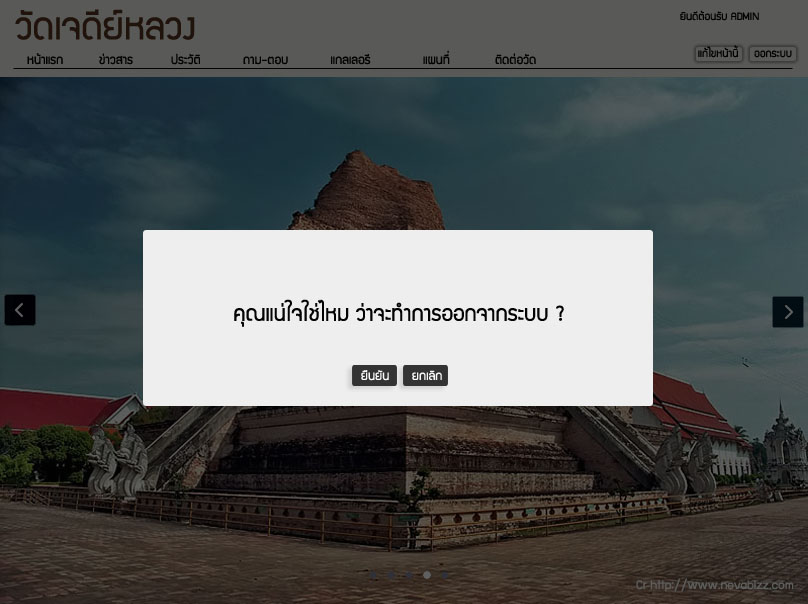 วัดเจดีย์หลวง
ยินดีต้อนรับ ADMIN
หน้าแรก ข่าวสาร ประวัติ ถาม-ตอบ แกลเลอรี แผนที่ ติดต่อวัด
แก้ไขหน้านี้ ออกระบบ
คุณแน่ใจใช่ไหม ว่าจะทำการออกจากระบบ ?
ยืนยัน ยกเลิก
Cr-http://www.nevobizz.com